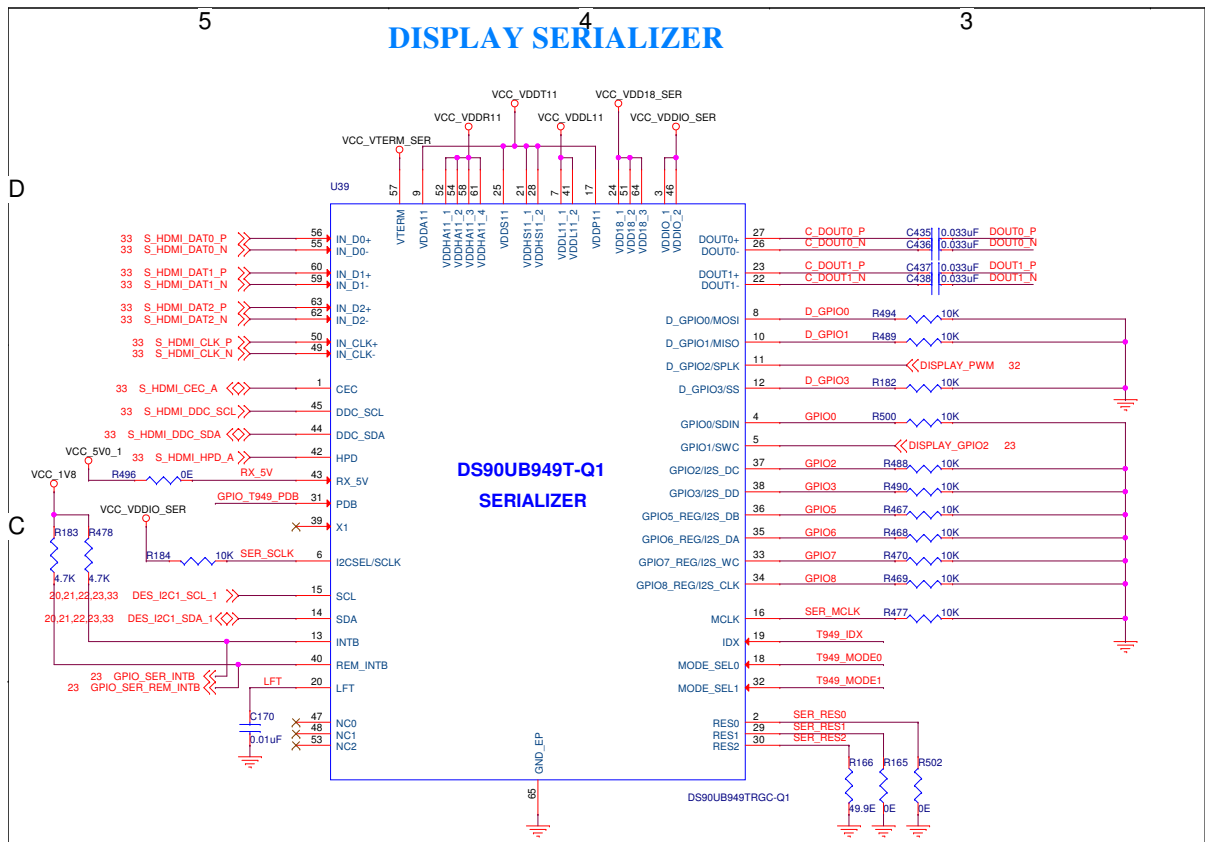 5 4 3
DISPLAY SERIALIZER
VCC_VDDT11
VCC_VDD18_SER
VCC_VDDR11
VCC_VDDL11
VCC_VDDIO_SER
VCC_VTERM_SER
D
C
U39
57 9 52 54 58 61 25 21 28 7 41 17 24 51 64 3 46
VTERM
VDDA11
VDDHA11_1
VDDHA11_2
VDDHA11_3
VDDHA11_4
VDDS11
VDDHS11_1
VDDHS11_2
VDDL11_1
VDDL11_2
VDDP11
VDD18_1
VDD18_2
VDD18_3
VDDIO_1
VDDIO_2
33 S_HDMI_DAT0_P 56 IN_D0+
33 S_HDMI_DAT0_N 55 IN_D0-
33 S_HDMI_DAT1_P 60 IN_D1+
33 S_HDMI_DAT1_N 59 IN_D1-
33 S_HDMI_DAT2_P 63 IN_D2+
33 S_HDMI_DAT2_N 62 IN_D2-
33 S_HDMI_CLK_P 50 IN_CLK+
33 S_HDMI_CLK_N 49 IN_CLK-
33 S_HDMI_CEC_A 1 CEC
33 S_HDMI_DDC_SCL 45 DDC_SCL
33 S_HDMI_DDC_SDA 44 DDC_SDA
33 S_HDMI_HPD_A 42 HPD
VCC_5V0_1
R496 0E RX_5V 43 RX_5V
VCC_1V8
GPIO_T949_PDB 31 PDB
VCC_VDDIO_SER
39 X1
R183 R478
4.7K 4.7K
R184 10K SER_SCLK 6 I2CSEL/SCLK
20,21,22,23,33 DES_I2C1_SCL_1 15 SCL
20,21,22,23,33 DES_I2C1_SDA_1 14 SDA
13 INTB
40 REM_INTB
23 GPIO_SER_INTB
23 GPIO_SER_REM_INTB
LFT 20 LFT
C170
0.01uF
47 NC0
48 NC1
53 NC2
DS90UB949T-Q1
SERIALIZER
GND_EP
65
DOUT0+ 27 C_DOUT0_P C435 0.033uF DOUT0_P
DOUT0- 26 C_DOUT0_N C436 0.033uF DOUT0_N
DOUT1+ 23 C_DOUT1_P C437 0.033uF DOUT1_P
DOUT1- 22 C_DOUT1_N C438 0.033uF DOUT1_N
D_GPIO0/MOSI 8 D_GPIO0 R494 10K
D_GPIO1/MISO 10 D_GPIO1 R489 10K
D_GPIO2/SPLK 11 DISPLAY_PWM 32
D_GPIO3/SS 12 D_GPIO3 R182 10K
GPIO0/SDIN 4 GPIO0 R500 10K
GPIO1/SWC 5 DISPLAY_GPIO2 23
GPIO2/I2S_DC 37 GPIO2 R488 10K
GPIO3/I2S_DD 38 GPIO3 R490 10K
GPIO5_REG/I2S_DB 36 GPIO5 R467 10K
GPIO6_REG/I2S_DA 35 GPIO6 R468 10K
GPIO7_REG/I2S_WC 33 GPIO7 R470 10K
GPIO8_REG/I2S_CLK 34 GPIO8 R469 10K
MCLK 16 SER_MCLK R477 10K
IDX 19 T949_IDX
MODE_SEL0 18 T949_MODE0
MODE_SEL1 32 T949_MODE1
RES0 2 SER_RES0
RES1 29 SER_RES1
RES2 30 SER_RES2
R166 R165 R502
49.9E 0E 0E
DS90UB949TRGC-Q1